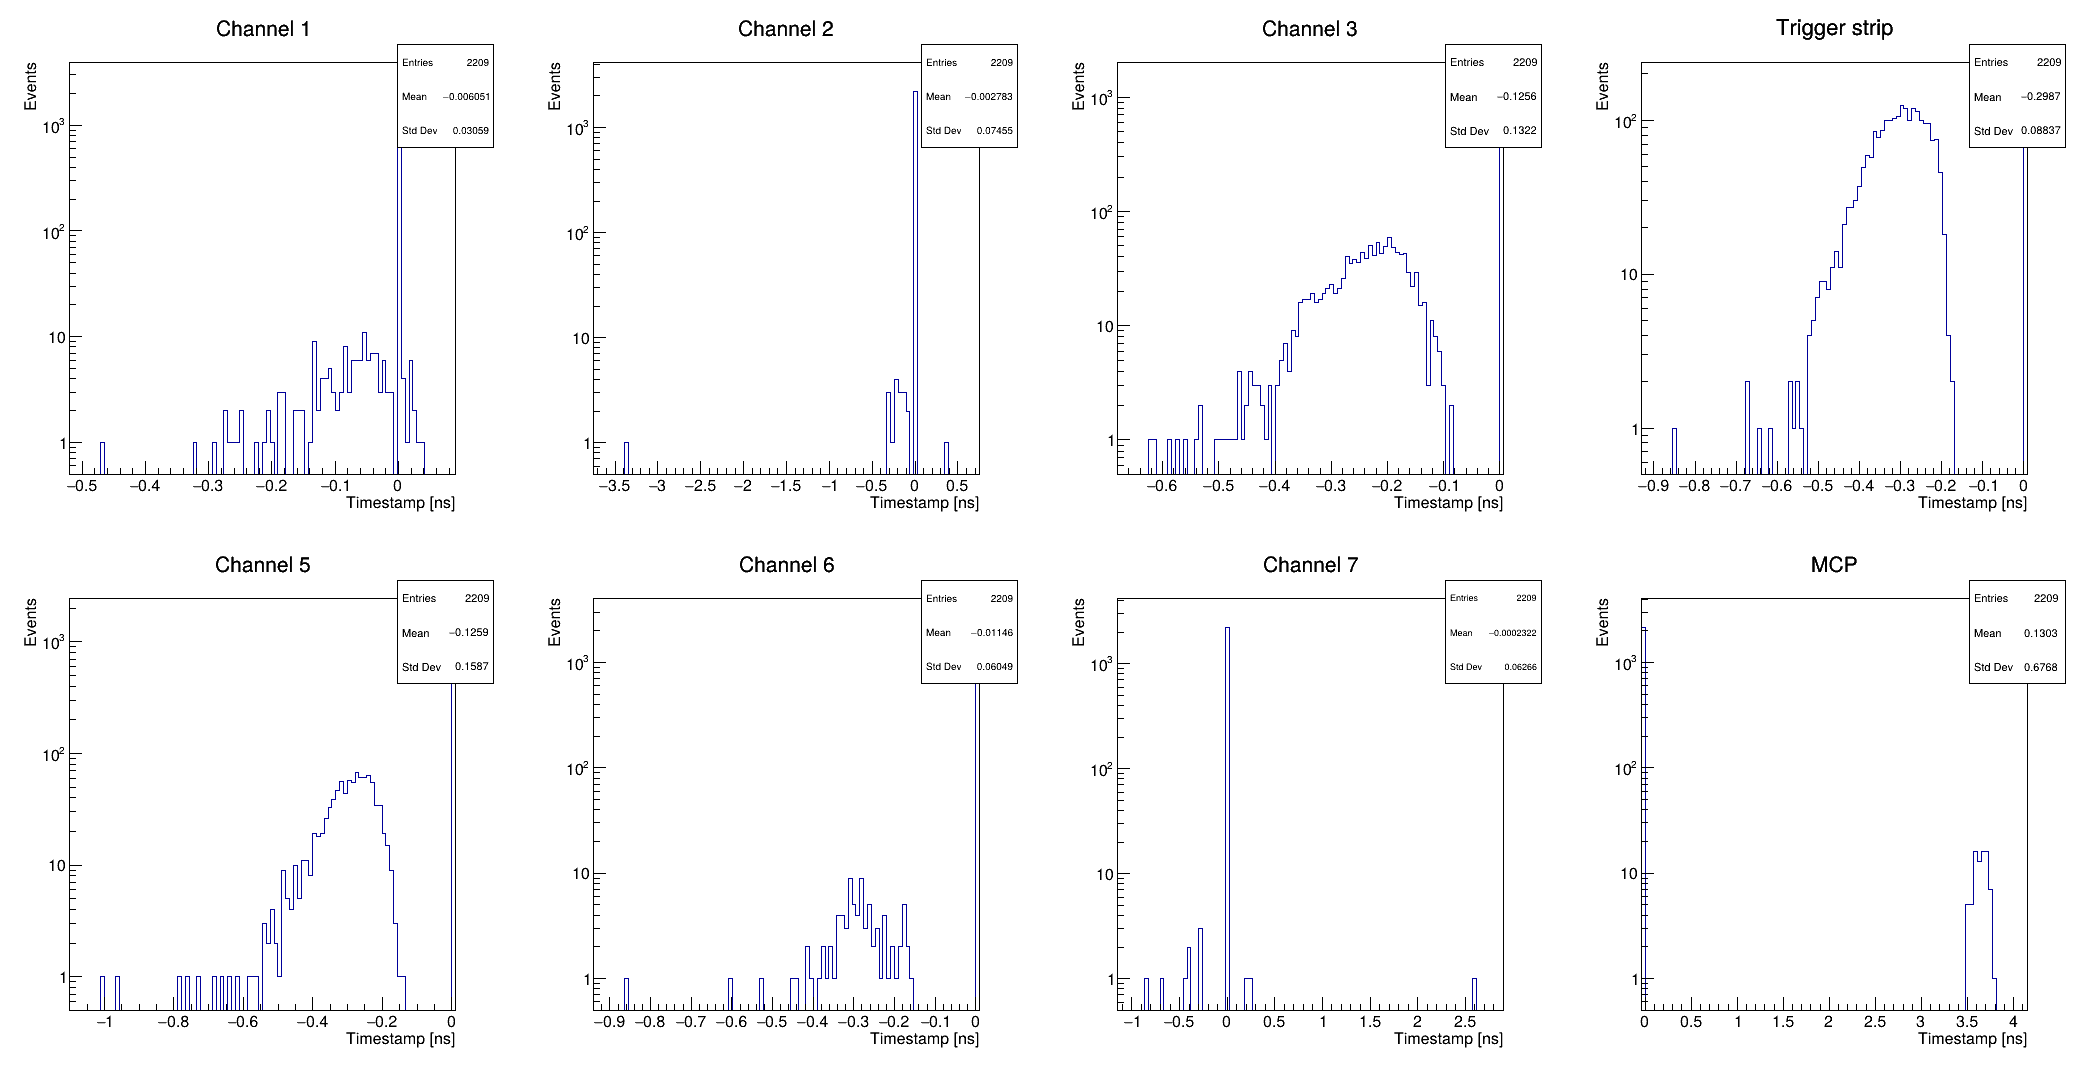 Channel 1
Events
Entries 2209
Mean −0.006051
Std Dev 0.03059
10³
10²
10
1
−0.5 −0.4 −0.3 −0.2 −0.1 0
Timestamp [ns]
Channel 2
Events
Entries 2209
Mean −0.002783
Std Dev 0.07455
10³
10²
10
1
−3.5 −3 −2.5 −2 −1.5 −1 −0.5 0 0.5
Timestamp [ns]
Channel 3
Events
Entries 2209
Mean −0.1256
Std Dev 0.1322
10³
10²
10
1
−0.6 −0.5 −0.4 −0.3 −0.2 −0.1 0
Timestamp [ns]
Trigger strip
Events
Entries 2209
Mean −0.2987
Std Dev 0.08837
10²
10
1
−0.9 −0.8 −0.7 −0.6 −0.5 −0.4 −0.3 −0.2 −0.1 0
Timestamp [ns]
Channel 5
Events
Entries 2209
Mean −0.1259
Std Dev 0.1587
10³
10²
10
1
−1 −0.8 −0.6 −0.4 −0.2 0
Timestamp [ns]
Channel 6
Events
Entries 2209
Mean −0.01146
Std Dev 0.06049
10³
10²
10
1
−0.9 −0.8 −0.7 −0.6 −0.5 −0.4 −0.3 −0.2 −0.1 0
Timestamp [ns]
Channel 7
Events
Entries 2209
Mean −0.0002322
Std Dev 0.06266
10³
10²
10
1
−1 −0.5 0 0.5 1 1.5 2 2.5
Timestamp [ns]
MCP
Events
Entries 2209
Mean 0.1303
Std Dev 0.6768
10³
10²
10
1
0 0.5 1 1.5 2 2.5 3 3.5 4
Timestamp [ns]